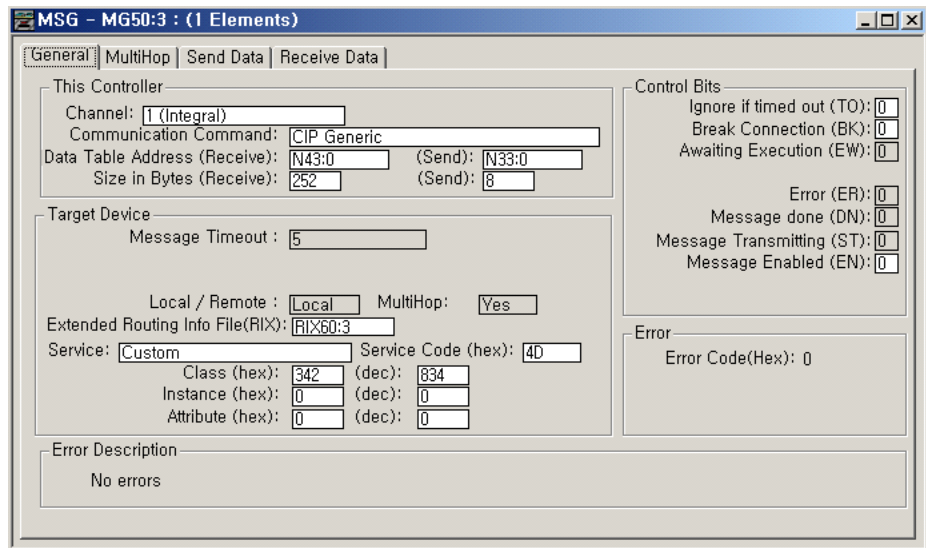 MSG - MG50:3 : (1 Elements)
General MultiHop Send Data Receive Data
This Controller
Channel: 1 (Integral)
Communication Command: CIP Generic
Data Table Address (Receive): N43:0 (Send): N33:0
Size in Bytes (Receive): 252 (Send): 8
Target Device
Message Timeout : 5
Local / Remote : Local MultiHop: Yes
Extended Routing Info File(RIX): RIX60:3
Service: Custom Service Code (hex): 4D
Class (hex): 342 (dec): 834
Instance (hex): 0 (dec): 0
Attribute (hex): 0 (dec): 0
Control Bits
Ignore if timed out (TO): 0
Break Connection (BK): 0
Awaiting Execution (EW): 0
Error (ER): 0
Message done (DN): 0
Message Transmitting (ST): 0
Message Enabled (EN): 0
Error
Error Code(Hex): 0
Error Description
No errors